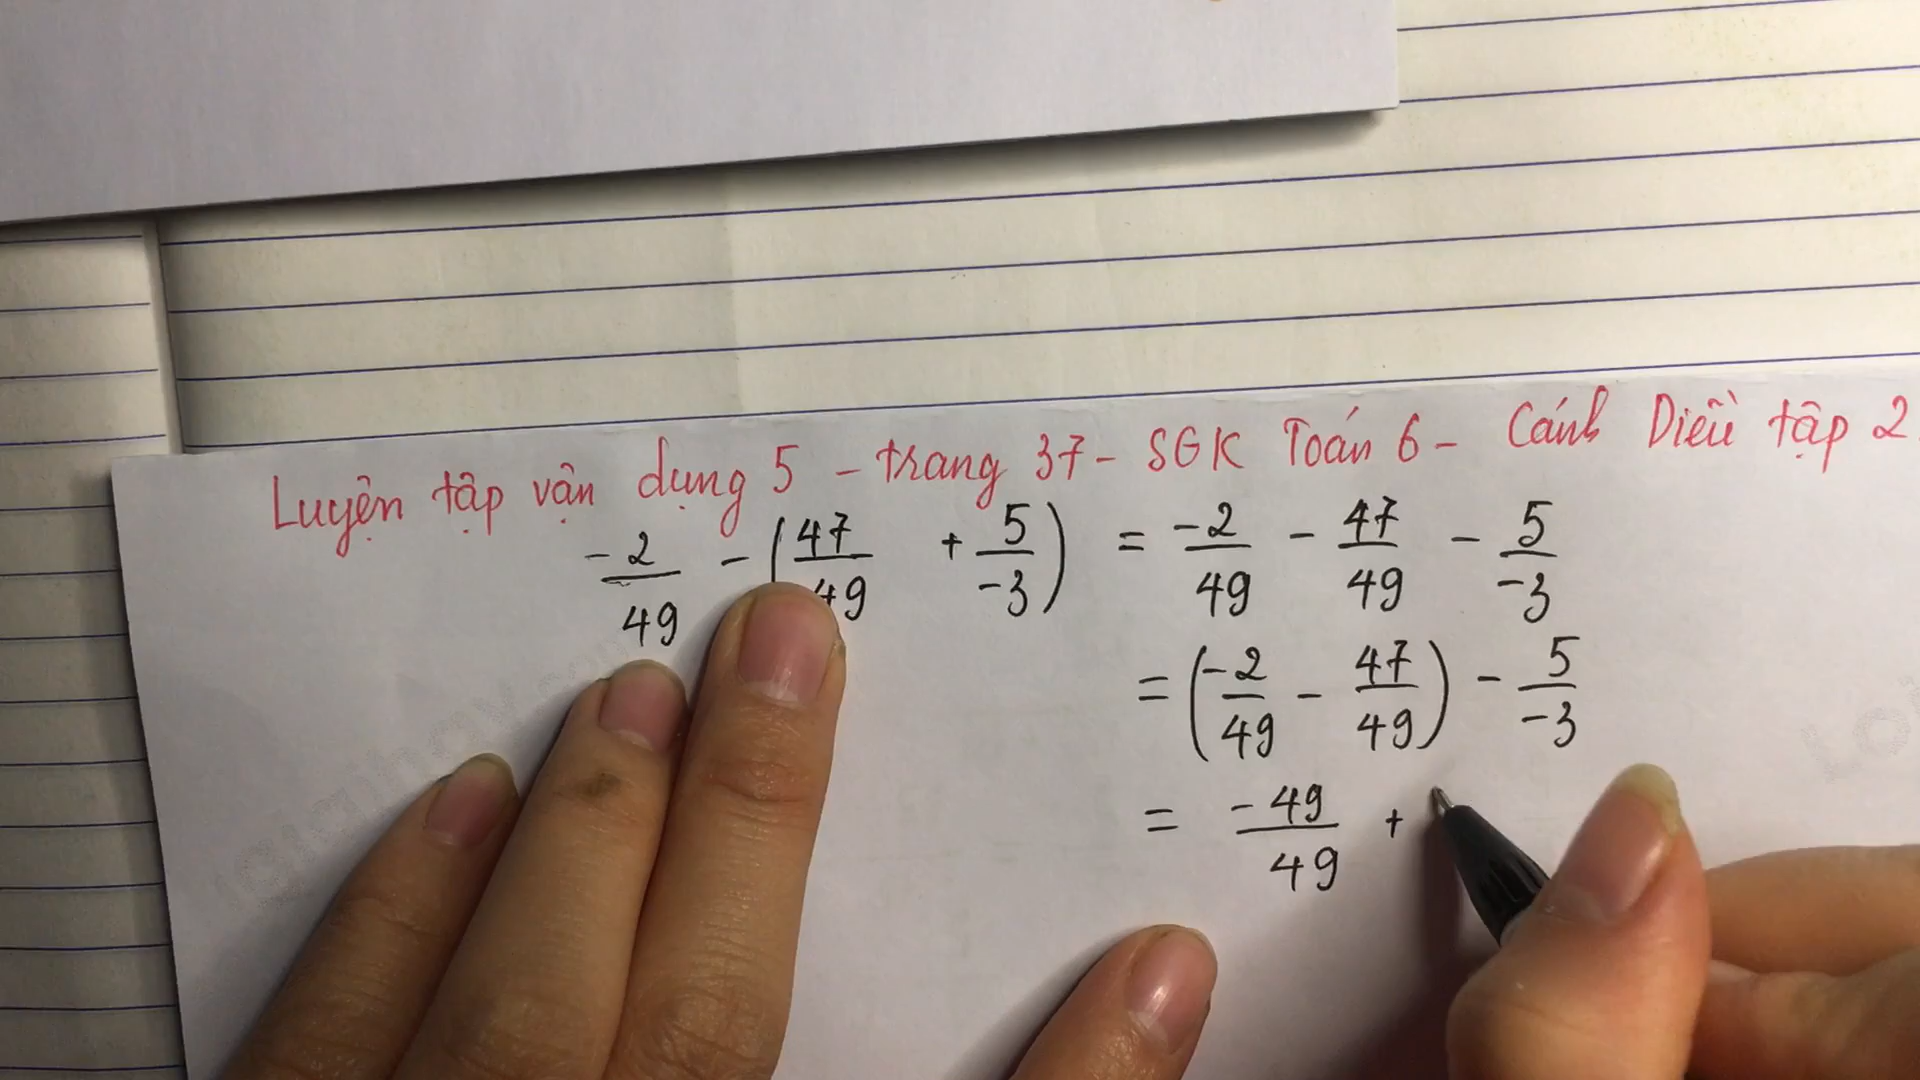 Luyện tập vận dụng 5 - trang 37 - SGK Toán 6 - Cánh Diều tập 2
-2/49 - (47/49 + 5/-3) = -2/49 - 47/49 - 5/-3
= (-2/49 - 47/49) - 5/-3
= -49/49 +